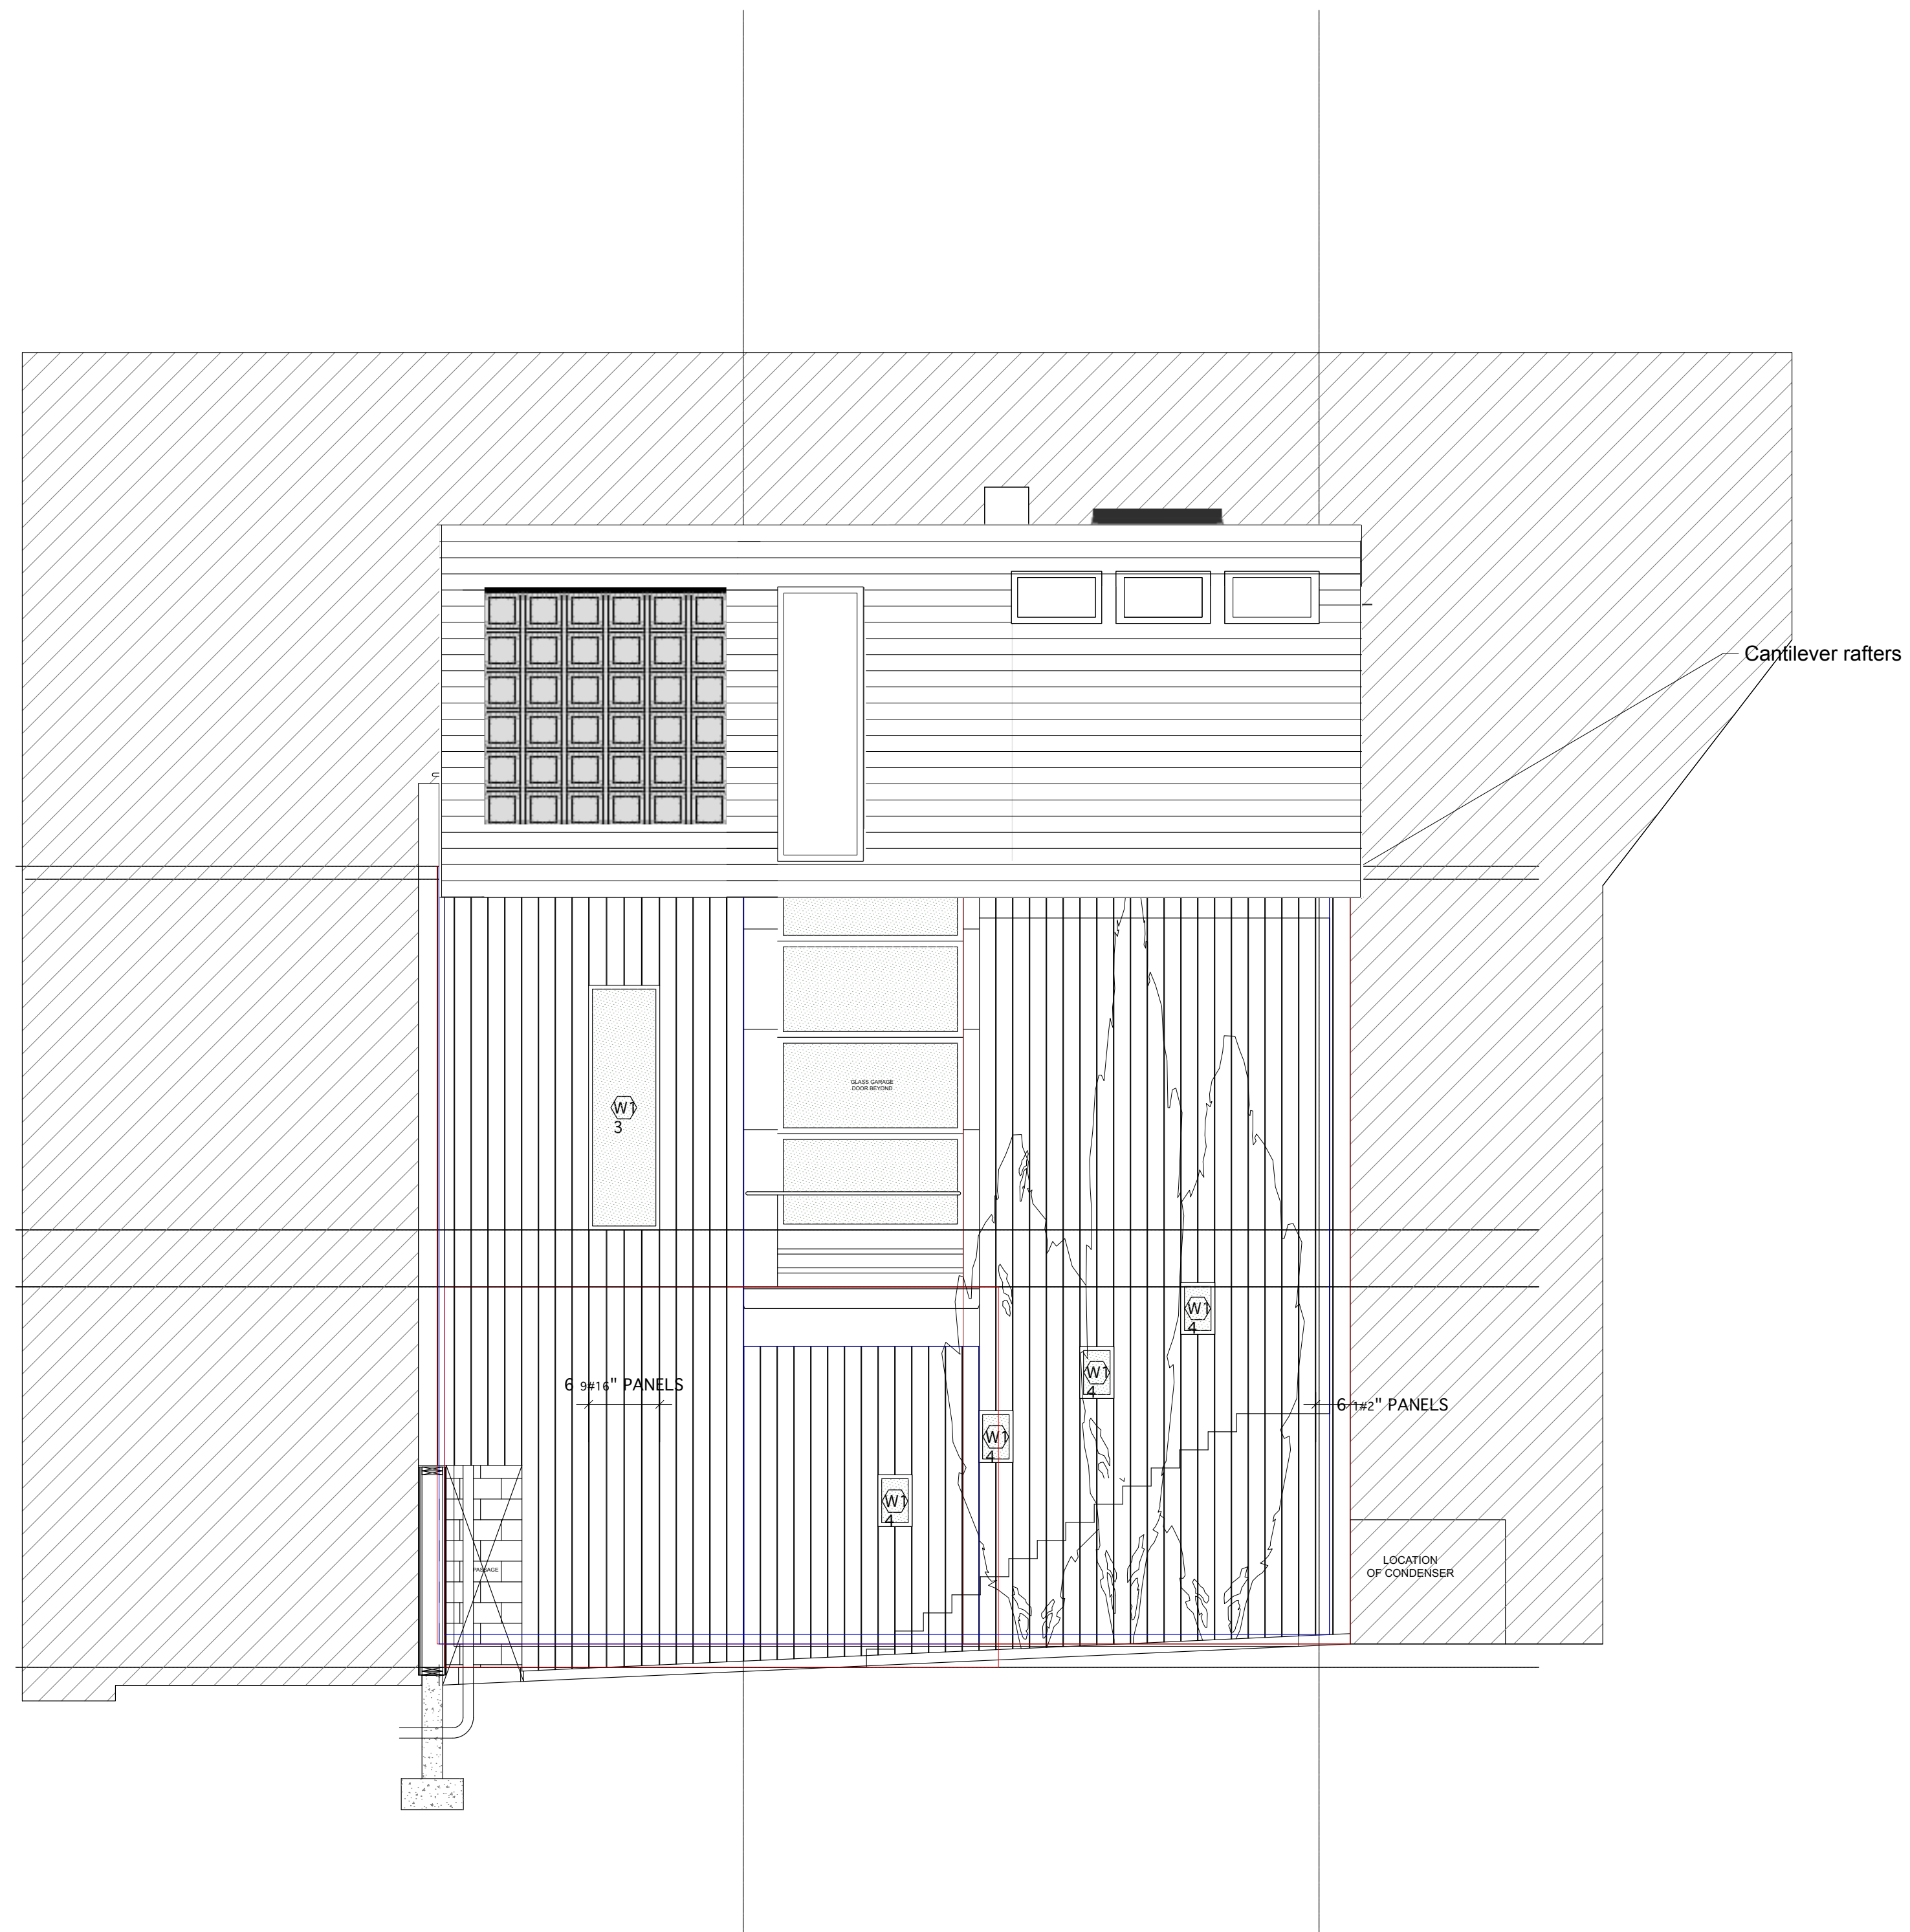 Cantilever rafters
GLASS GARAGE
DOOR BEYOND
W1
3
W1
4
W1
4
6 9#16" PANELS
6 1#2" PANELS
W1
4
W1
4
PASSAGE
LOCATION
OF CONDENSER